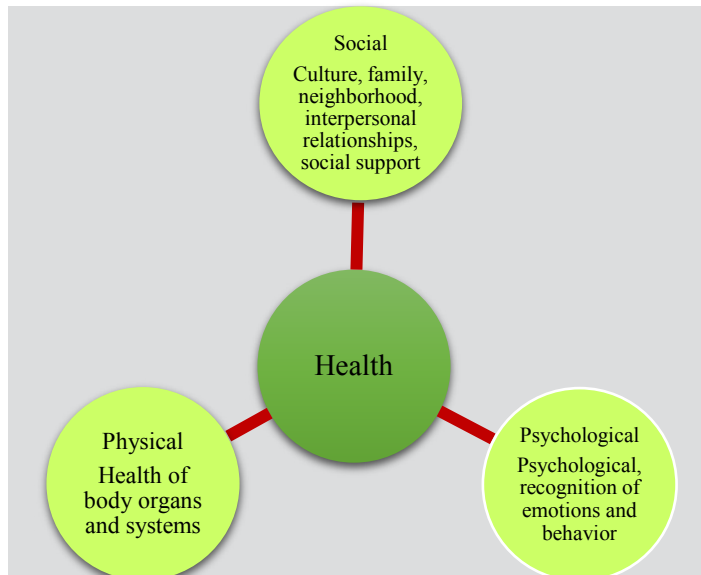 Social
Culture, family,
neighborhood,
interpersonal
relationships,
social support
Health
Physical
Health of
body organs
and systems
Psychological
Psychological,
recognition of
emotions and
behavior